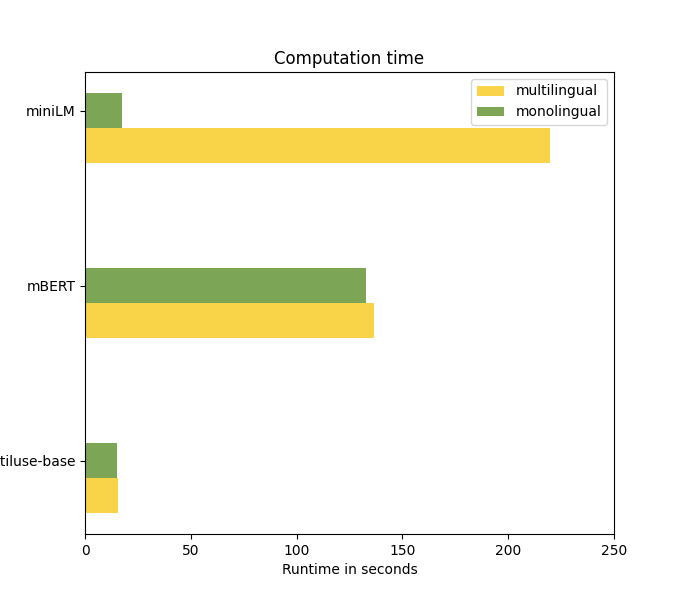 Computation time
multilingual
monolingual
miniLM
mBERT
tiluse-base
0 50 100 150 200 250
Runtime in seconds